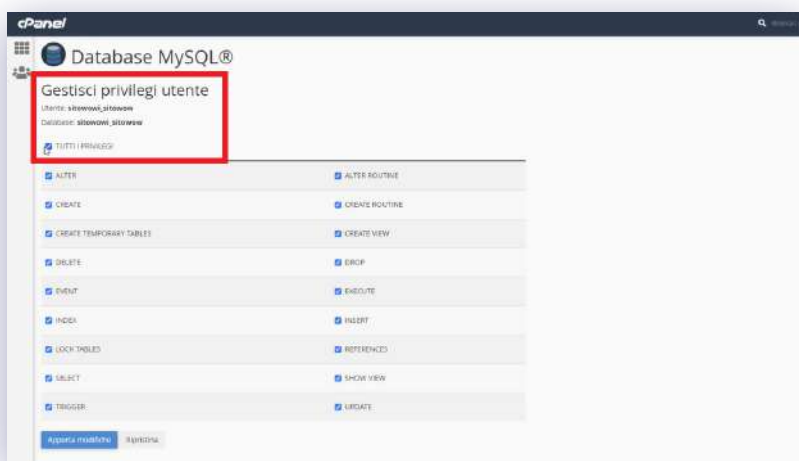 cPanel
Database MySQL®
Gestisci privilegi utente
Utente: sitowowi_sitowow
Database: sitowowi_sitowow
TUTTI I PRIVILEGI
ALTER
ALTER ROUTINE
CREATE
CREATE ROUTINE
CREATE TEMPORARY TABLES
CREATE VIEW
DELETE
DROP
EVENT
EXECUTE
INDEX
INSERT
LOCK TABLES
REFERENCES
SELECT
SHOW VIEW
TRIGGER
UPDATE
Apporta modifiche
Ripristina